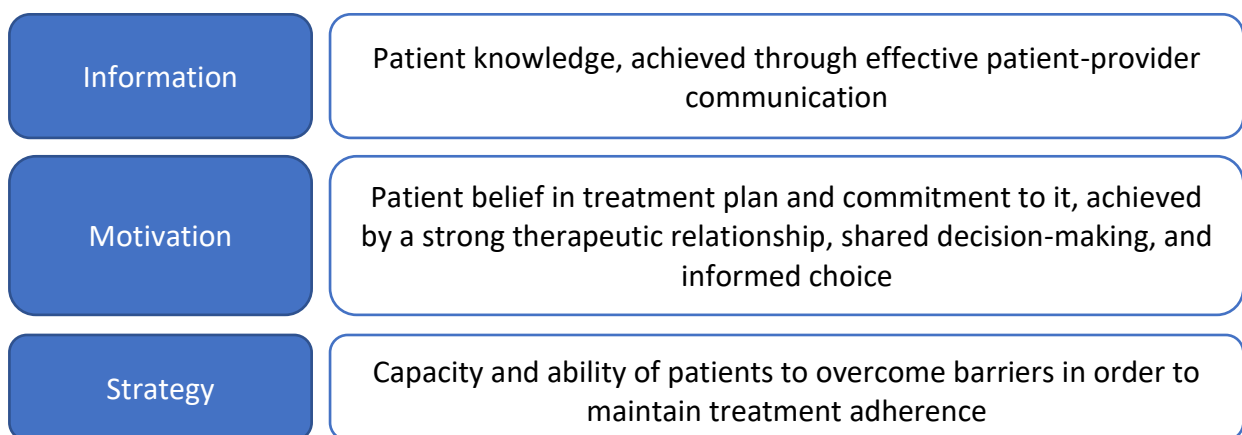 Information
Patient knowledge, achieved through effective patient-provider
communication
Motivation
Patient belief in treatment plan and commitment to it, achieved
by a strong therapeutic relationship, shared decision-making, and
informed choice
Strategy
Capacity and ability of patients to overcome barriers in order to
maintain treatment adherence